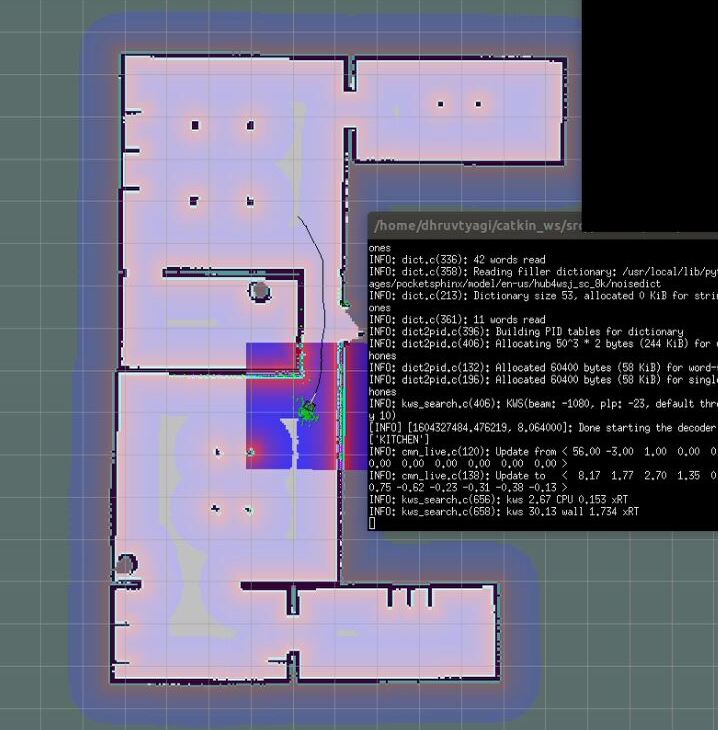 /home/dhruvtyagi/catkin_ws/src
ones
INFO: dict.c(336): 42 words read
INFO: dict.c(358): Reading filler dictionary: /usr/local/lib/py
ages/pocketsphinx/model/en-us/hub4wsj_sc_8k/noisedict
INFO: dict.c(213): Dictionary size 53, allocated 0 KiB for stri
ones
INFO: dict.c(361): 11 words read
INFO: dict2pid.c(396): Building PID tables for dictionary
INFO: dict2pid.c(406): Allocating 50^3 * 2 bytes (244 KiB) for
hones
INFO: dict2pid.c(132): Allocated 60400 bytes (58 KiB) for word-
INFO: dict2pid.c(196): Allocated 60400 bytes (58 KiB) for singl
hones
INFO: kws_search.c(406): KWS(beam: -1080, plp: -23, default thr
y 10)
[INFO] [1604327484.476219, 8.064000]: Done starting the decoder
['KITCHEN']
INFO: cmn_live.c(120): Update from < 56.00 -3.00 1.00 0.00 0
0.00 0.00 0.00 0.00 0.00 0.00 >
INFO: cmn_live.c(138): Update to < 8.17 1.77 2.70 1.35 0
0.75 -0.62 -0.23 -0.31 -0.38 -0.13 >
INFO: kws_search.c(656): kws 2.67 CPU 0.153 xRT
INFO: kws_search.c(658): kws 30.13 wall 1.734 xRT